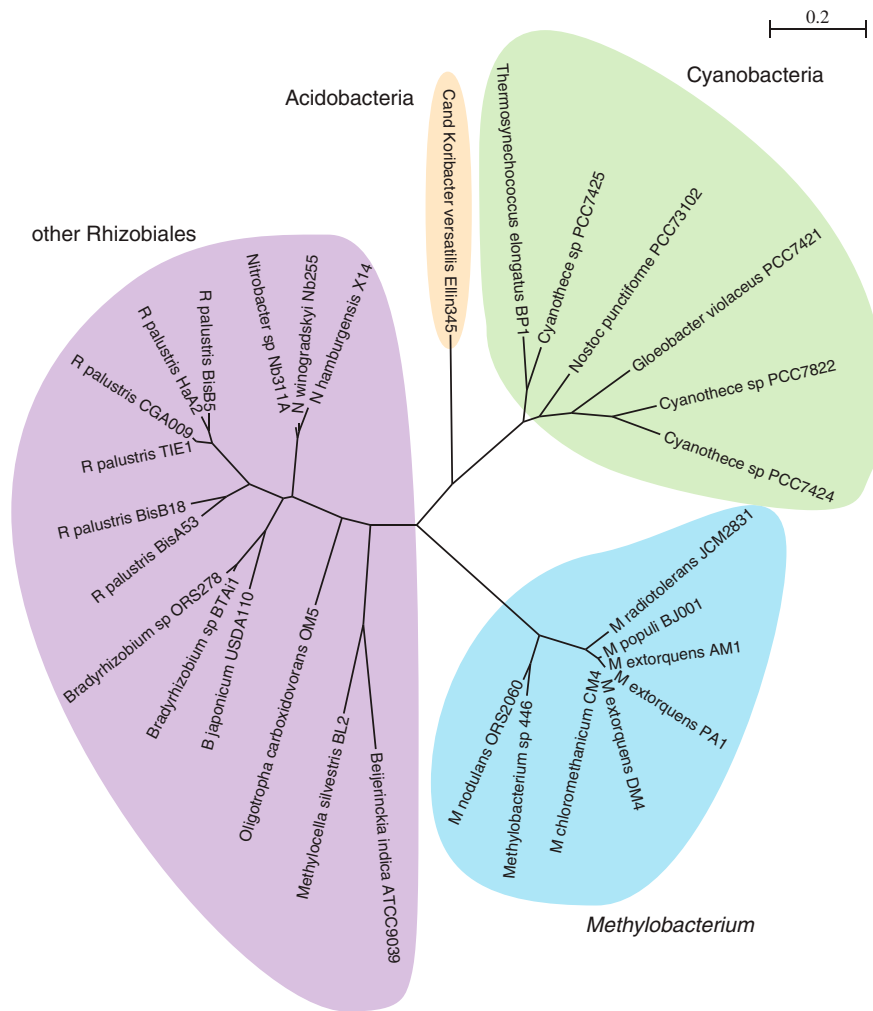 0.2
Cyanobacteria
Acidobacteria
Cand Koribacter versatilis Ellin345
Thermosynechococcus elongatus BP1
Cyanothece sp PCC7425
Nostoc punctiforme PCC73102
Gloeobacter violaceus PCC7421
Cyanothece sp PCC7822
Cyanothece sp PCC7424
other Rhizobiales
Nitrobacter sp Nb311A
N winogradskyi Nb255
N hamburgensis X14
R palustris BisB5
R palustris HaA2
R palustris CGA009
R palustris TIE1
R palustris BisB18
R palustris BisA53
Bradyrhizobium sp ORS278
Bradyrhizobium sp BTAi1
B japonicum USDA110
Oligotropha carboxidovorans OM5
Methylocella silvestris BL2
Beijerinckia indica ATCC9039
M radiotolerans JCM2831
M populi BJ001
M extorquens AM1
M extorquens PA1
M extorquens DM4
M chloromethanicum CM4
Methylobacterium sp 446
M nodulans ORS2060
Methylobacterium